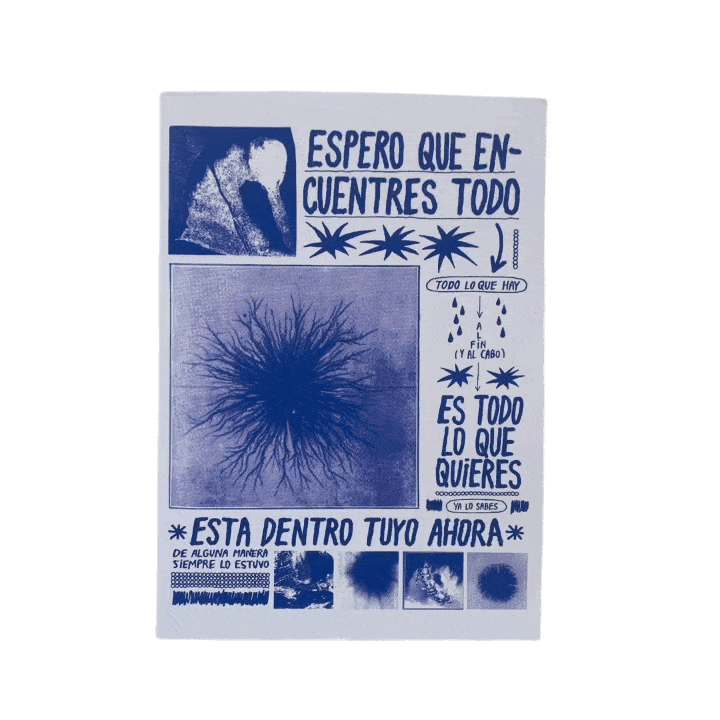 ESPERO QUE EN-
CUENTRES TODO
TODO LO QUE HAY
AL
FIN
(Y AL CABO)
ES TODO
LO QUE
QUIERES
YA LO SABES
*ESTA DENTRO TUYO AHORA*
DE ALGUNA MANERA
SIEMPRE LO ESTUVO